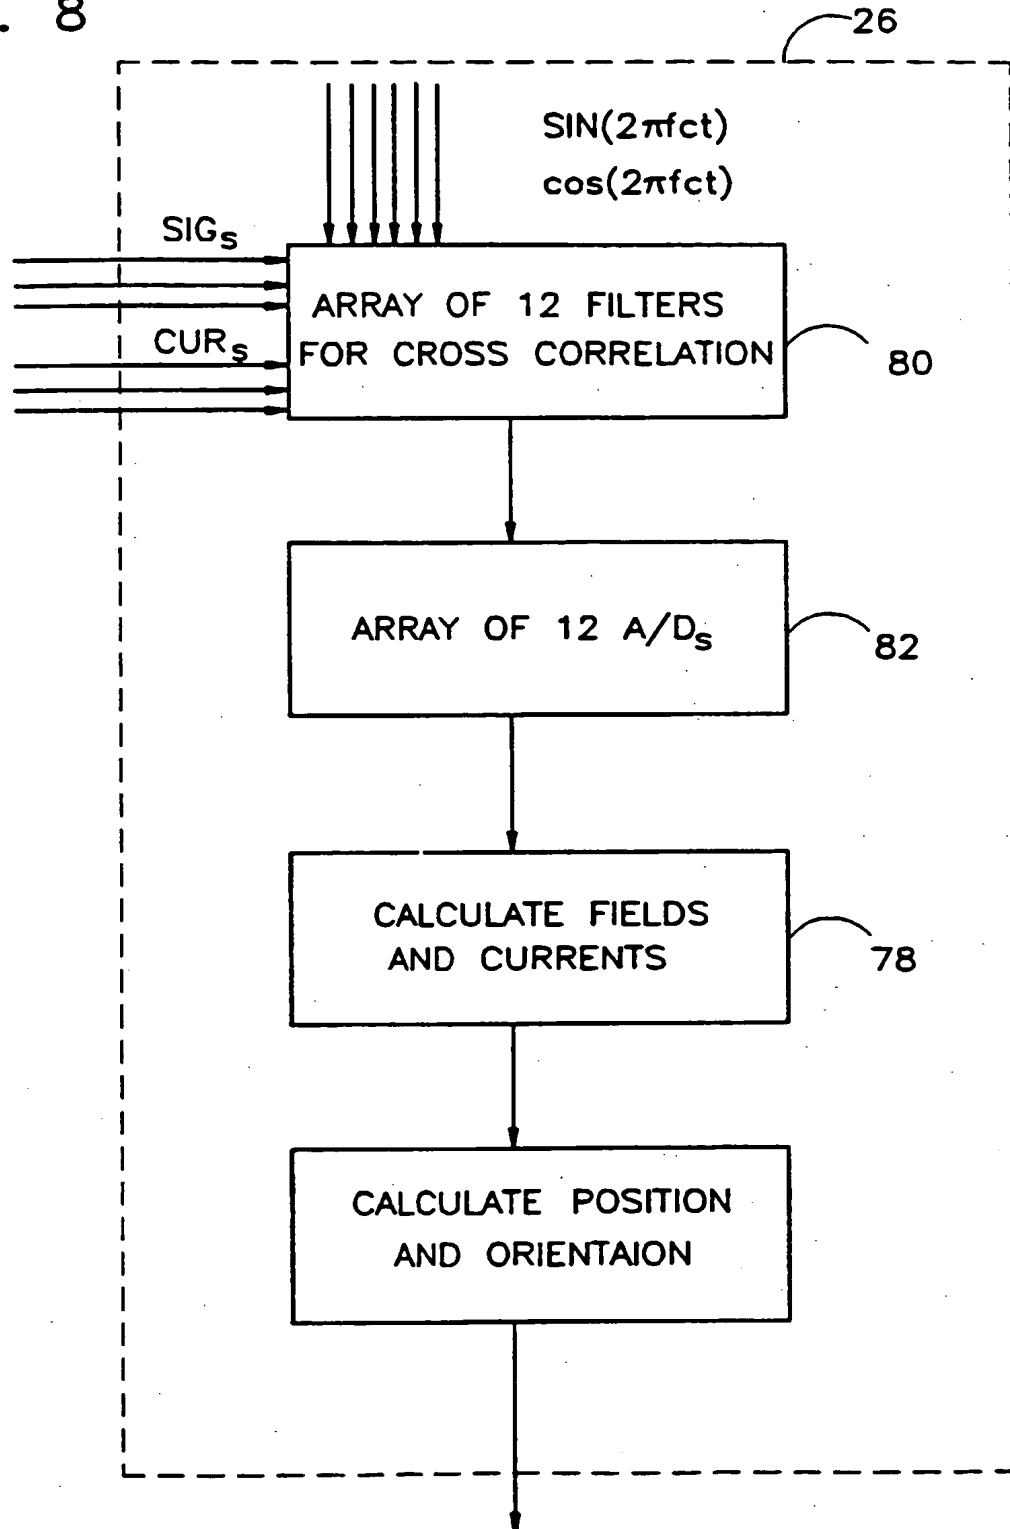 . 8
26
SIN(2πfct)
cos(2πfct)
SIGs
ARRAY OF 12 FILTERS
FOR CROSS CORRELATION
CURs
80
ARRAY OF 12 A/Ds
82
CALCULATE FIELDS
AND CURRENTS
78
CALCULATE POSITION
AND ORIENTAION